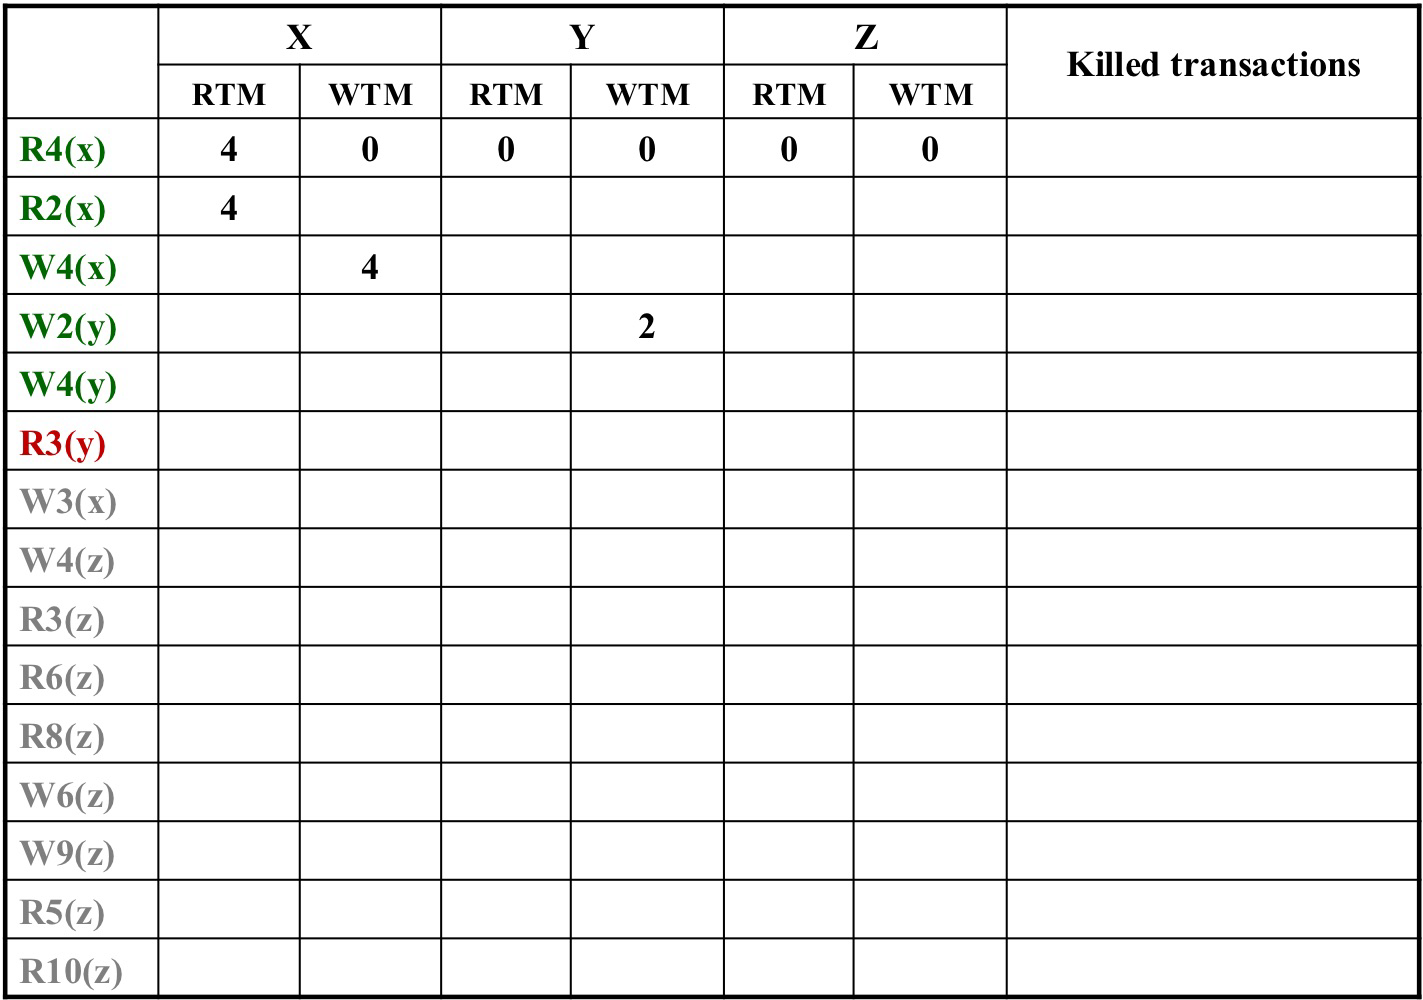 X Y Z Killed transactions
RTM WTM RTM WTM RTM WTM
R4(x) 4 0 0 0 0 0
R2(x) 4
W4(x) 4
W2(y) 2
W4(y)
R3(y)
W3(x)
W4(z)
R3(z)
R6(z)
R8(z)
W6(z)
W9(z)
R5(z)
R10(z)